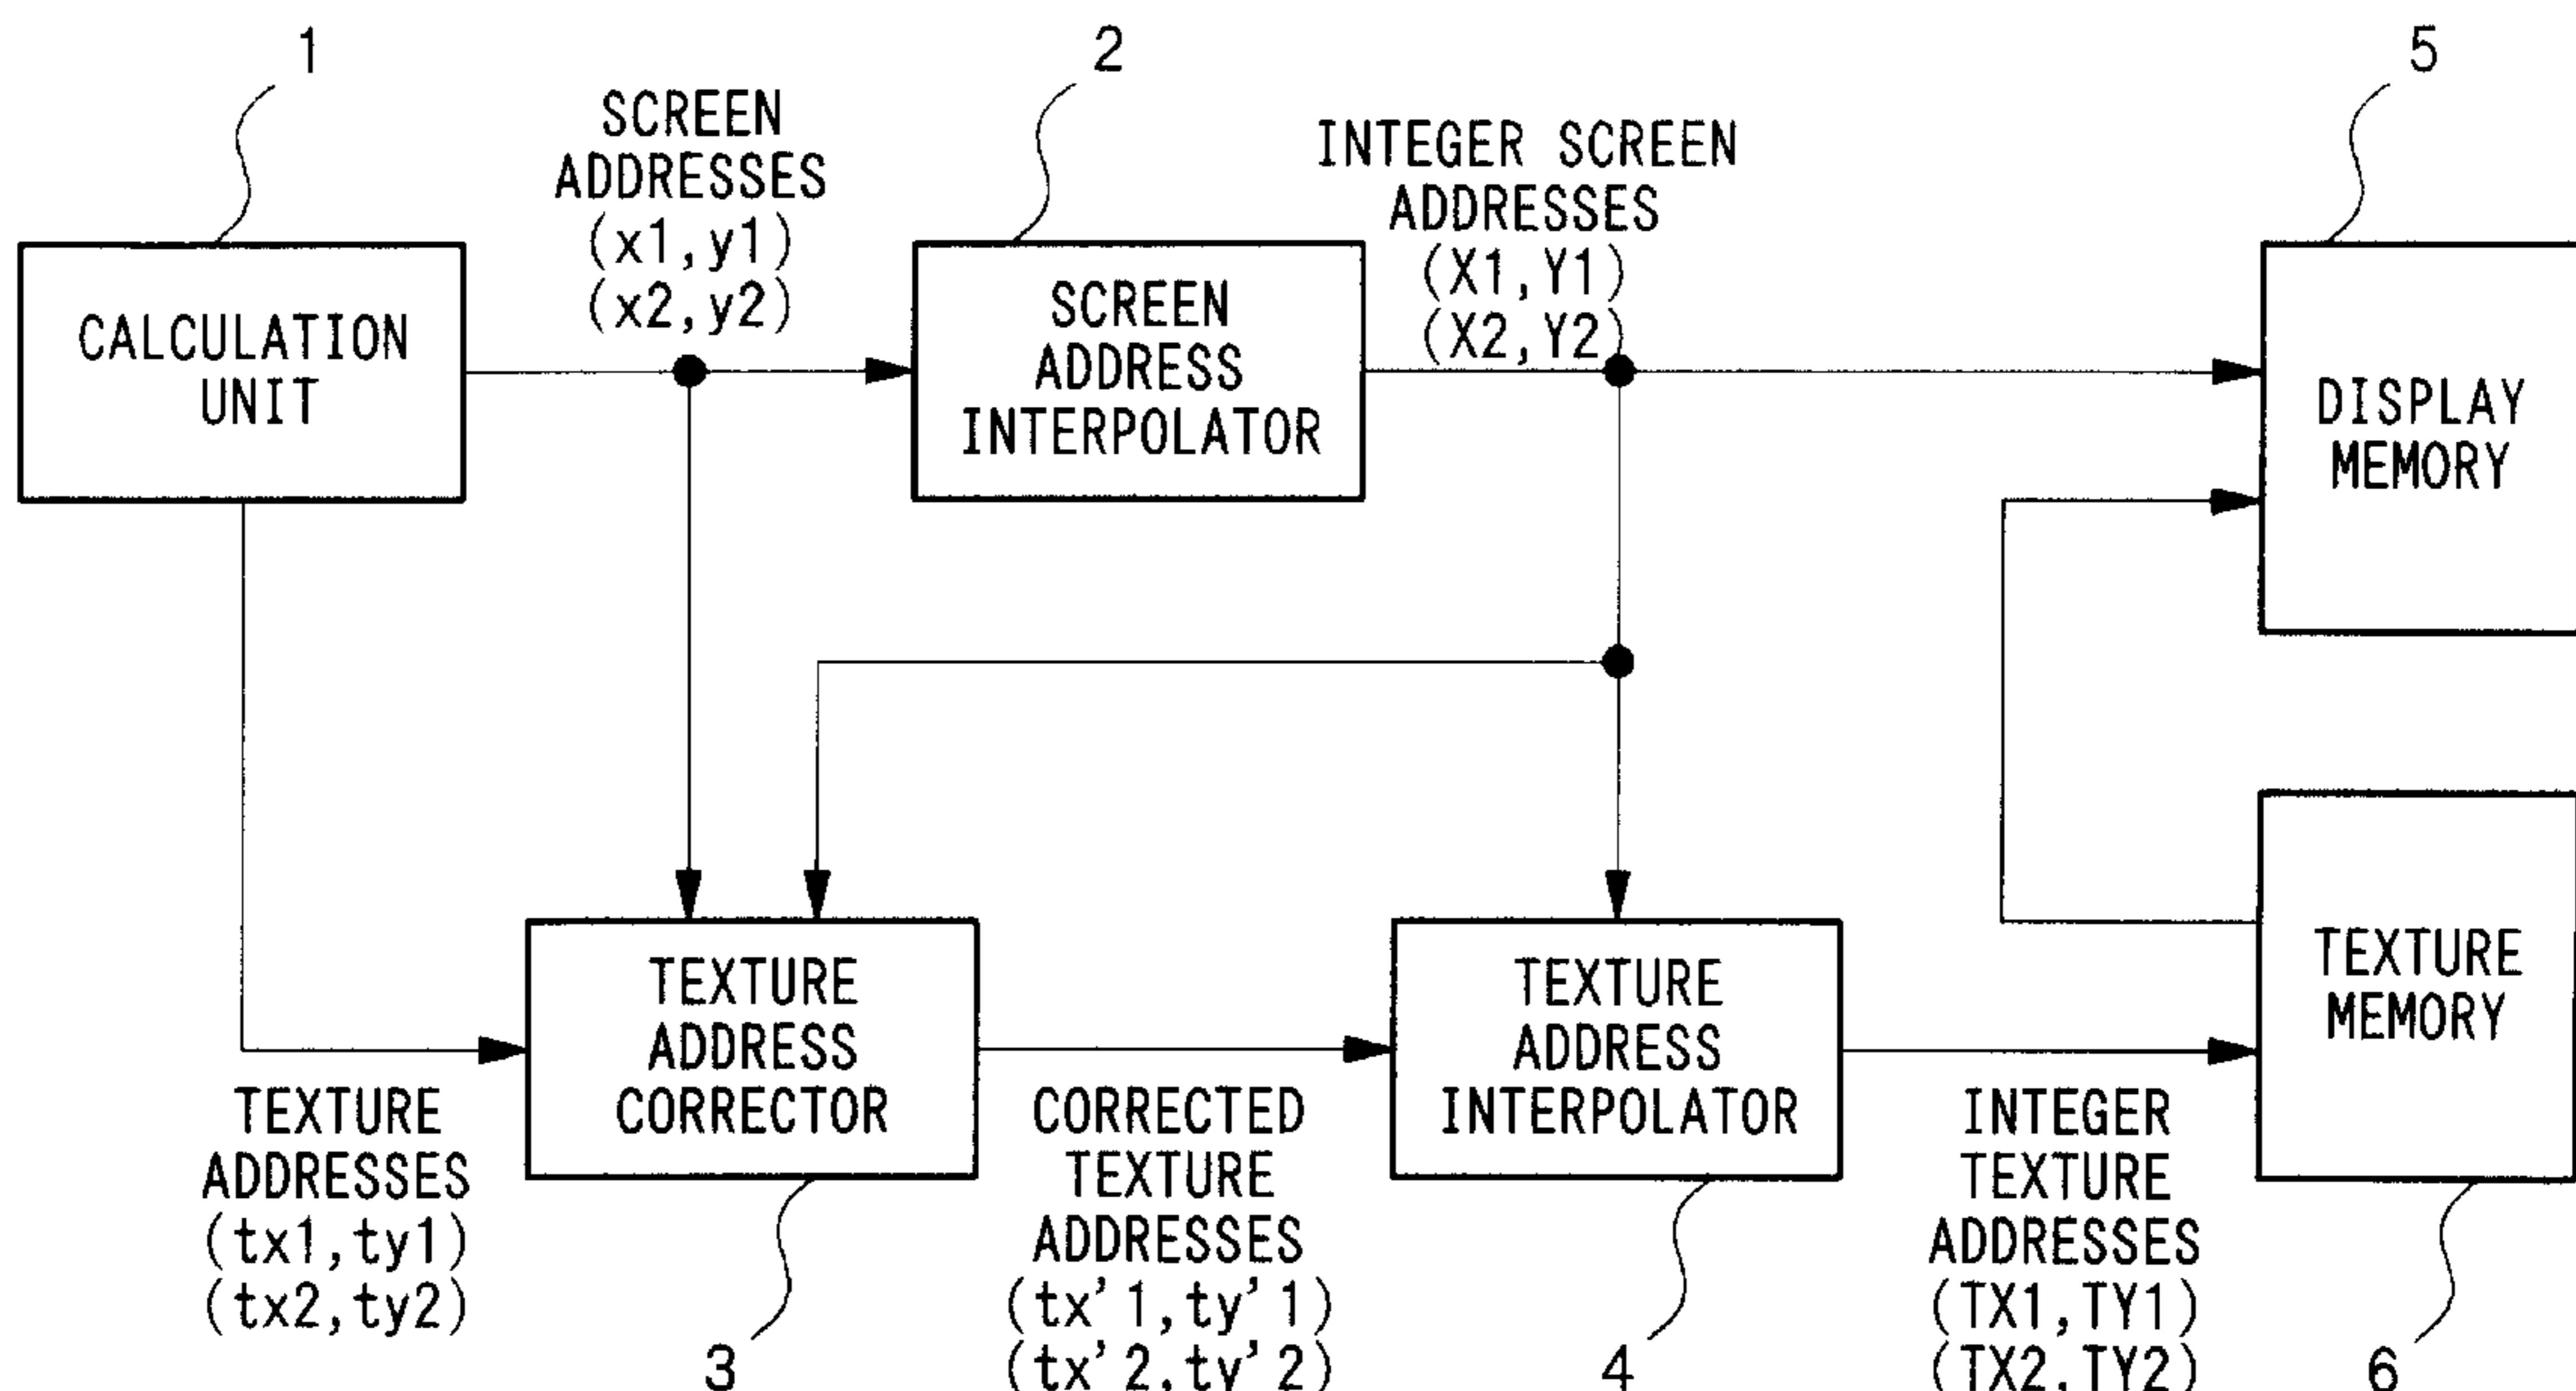 1
2
5
SCREEN
ADDRESSES
(x1,y1)
(x2,y2)
INTEGER SCREEN
ADDRESSES
(X1,Y1)
(X2,Y2)
CALCULATION
UNIT
SCREEN
ADDRESS
INTERPOLATOR
DISPLAY
MEMORY
TEXTURE
ADDRESS
CORRECTOR
TEXTURE
ADDRESS
INTERPOLATOR
TEXTURE
MEMORY
TEXTURE
ADDRESSES
(tx1,ty1)
(tx2,ty2)
CORRECTED
TEXTURE
ADDRESSES
(tx'1,ty'1)
(tx'2,ty'2)
INTEGER
TEXTURE
ADDRESSES
(TX1,TY1)
(TX2,TY2)
3
4
6